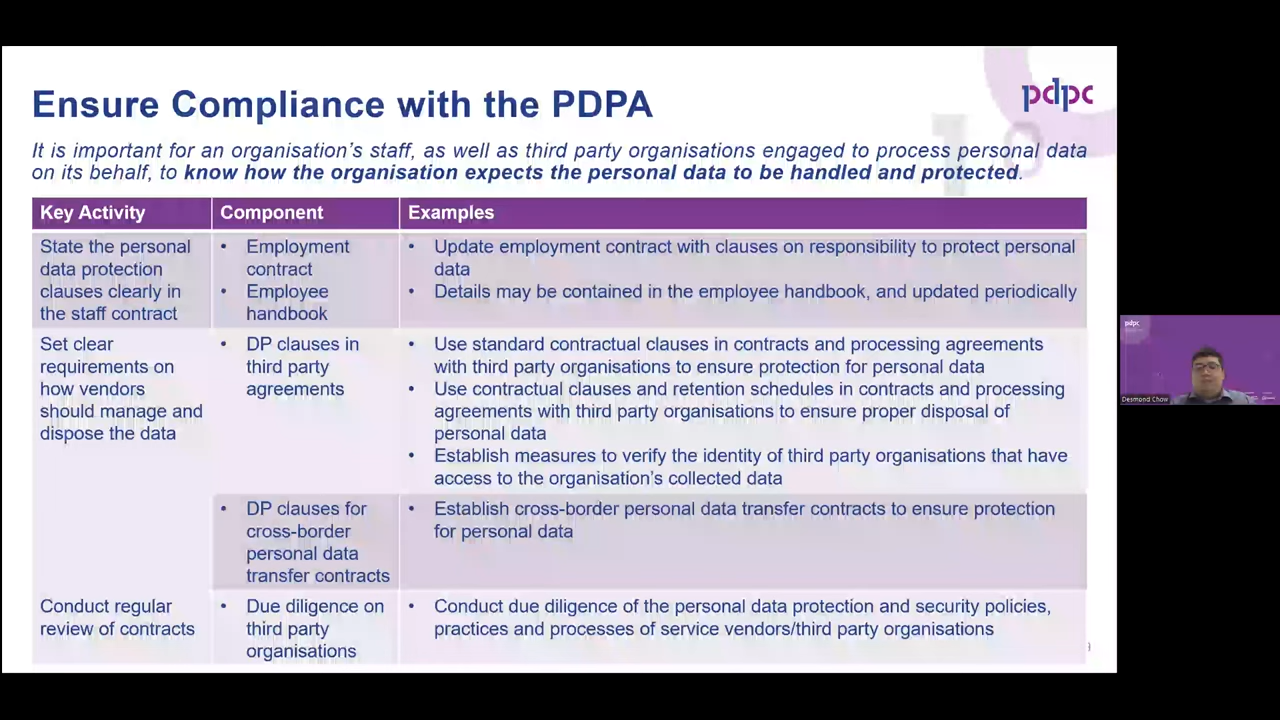 pdpc
Ensure Compliance with the PDPA
It is important for an organisation's staff, as well as third party organisations engaged to process personal data
on its behalf, to know how the organisation expects the personal data to be handled and protected.
Key Activity Component Examples
State the personal
data protection
clauses clearly in
the staff contract
• Employment
contract
• Employee
handbook
• Update employment contract with clauses on responsibility to protect personal
data
• Details may be contained in the employee handbook, and updated periodically
Set clear
requirements on
how vendors
should manage and
dispose the data
• DP clauses in
third party
agreements
• Use standard contractual clauses in contracts and processing agreements
with third party organisations to ensure protection for personal data
• Use contractual clauses and retention schedules in contracts and processing
agreements with third party organisations to ensure proper disposal of
personal data
• Establish measures to verify the identity of third party organisations that have
access to the organisation's collected data
• DP clauses for
cross-border
personal data
transfer contracts
• Establish cross-border personal data transfer contracts to ensure protection
for personal data
Conduct regular
review of contracts
• Due diligence on
third party
organisations
• Conduct due diligence of the personal data protection and security policies,
practices and processes of service vendors/third party organisations
pdpc
Desmond Chow